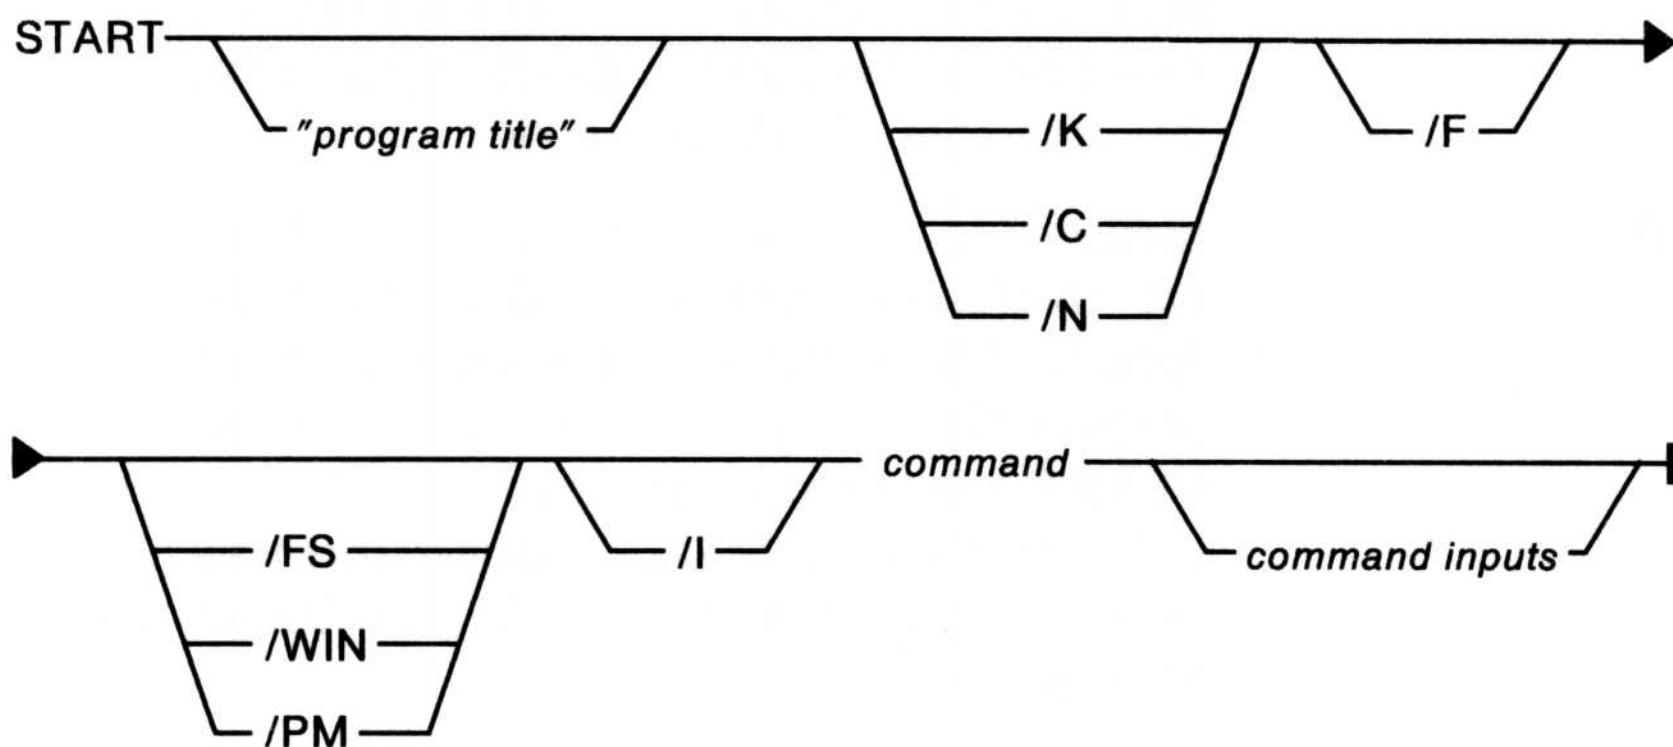 START
"program title"
/K
/F
/C
/N
command
/FS
/I
command inputs
/WIN
/PM